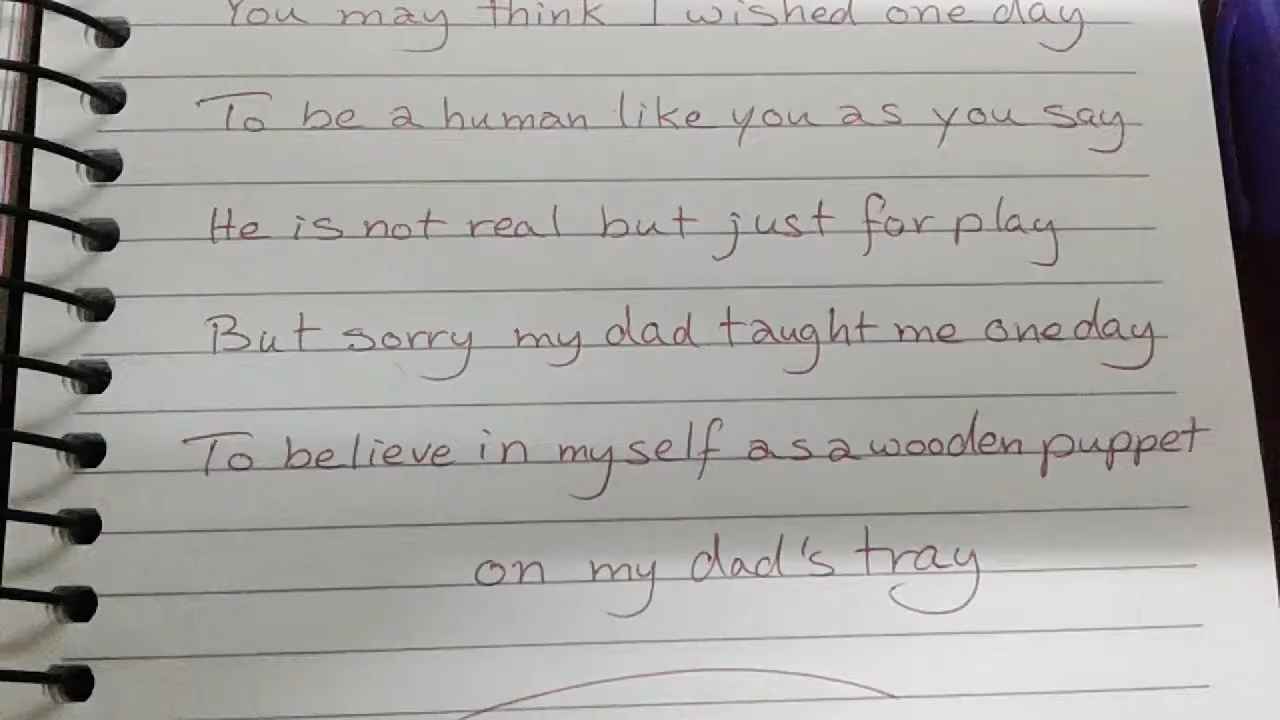 You may think I wished one day
To be a human like you as you say
He is not real but just for play
But sorry my dad taught me one day
To believe in myself as a wooden puppet
on my dad's tray